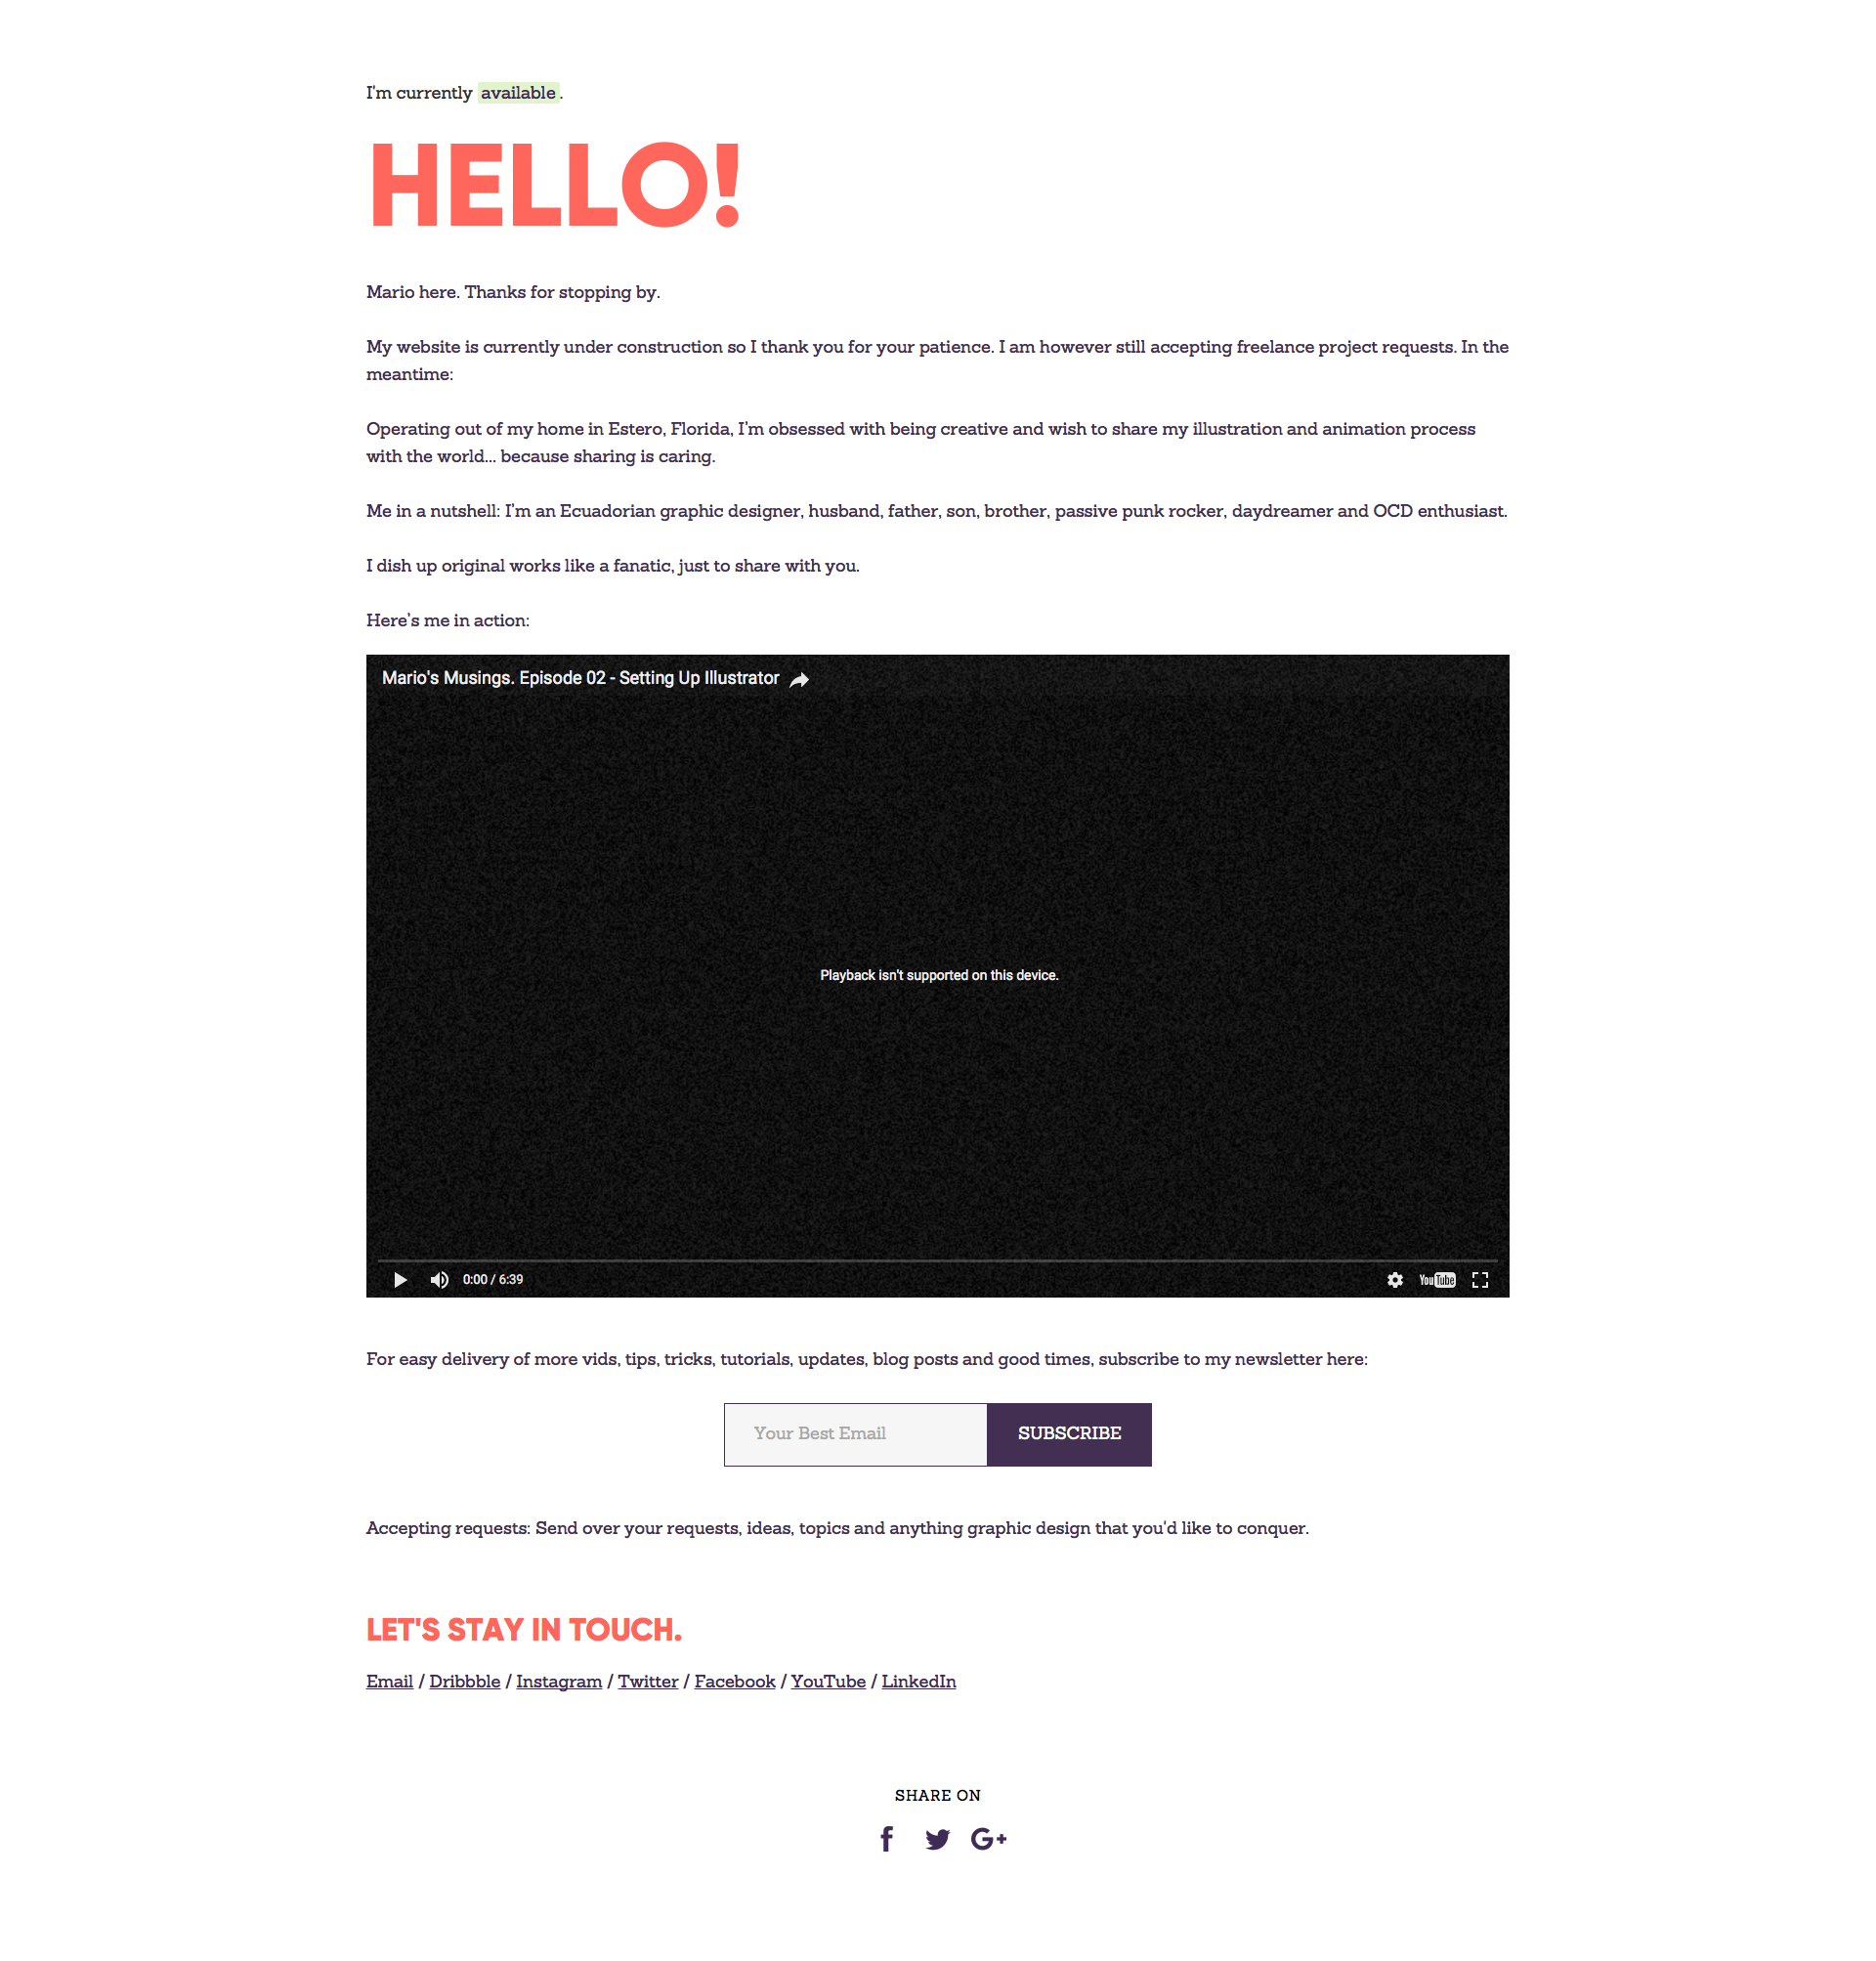 I'm currently available.
HELLO!
Mario here. Thanks for stopping by.
My website is currently under construction so I thank you for your patience. I am however still accepting freelance project requests. In the
meantime:
Operating out of my home in Estero, Florida, I'm obsessed with being creative and wish to share my illustration and animation process
with the world... because sharing is caring.
Me in a nutshell: I'm an Ecuadorian graphic designer, husband, father, son, brother, passive punk rocker, daydreamer and OCD enthusiast.
I dish up original works like a fanatic, just to share with you.
Here's me in action:
Mario's Musings. Episode 02 - Setting Up Illustrator
Playback isn't supported on this device.
0:00 / 6:39
YouTube
For easy delivery of more vids, tips, tricks, tutorials, updates, blog posts and good times, subscribe to my newsletter here:
Your Best Email
SUBSCRIBE
Accepting requests: Send over your requests, ideas, topics and anything graphic design that you'd like to conquer.
LET'S STAY IN TOUCH.
Email / Dribbble / Instagram / Twitter / Facebook / YouTube / LinkedIn
SHARE ON
G+